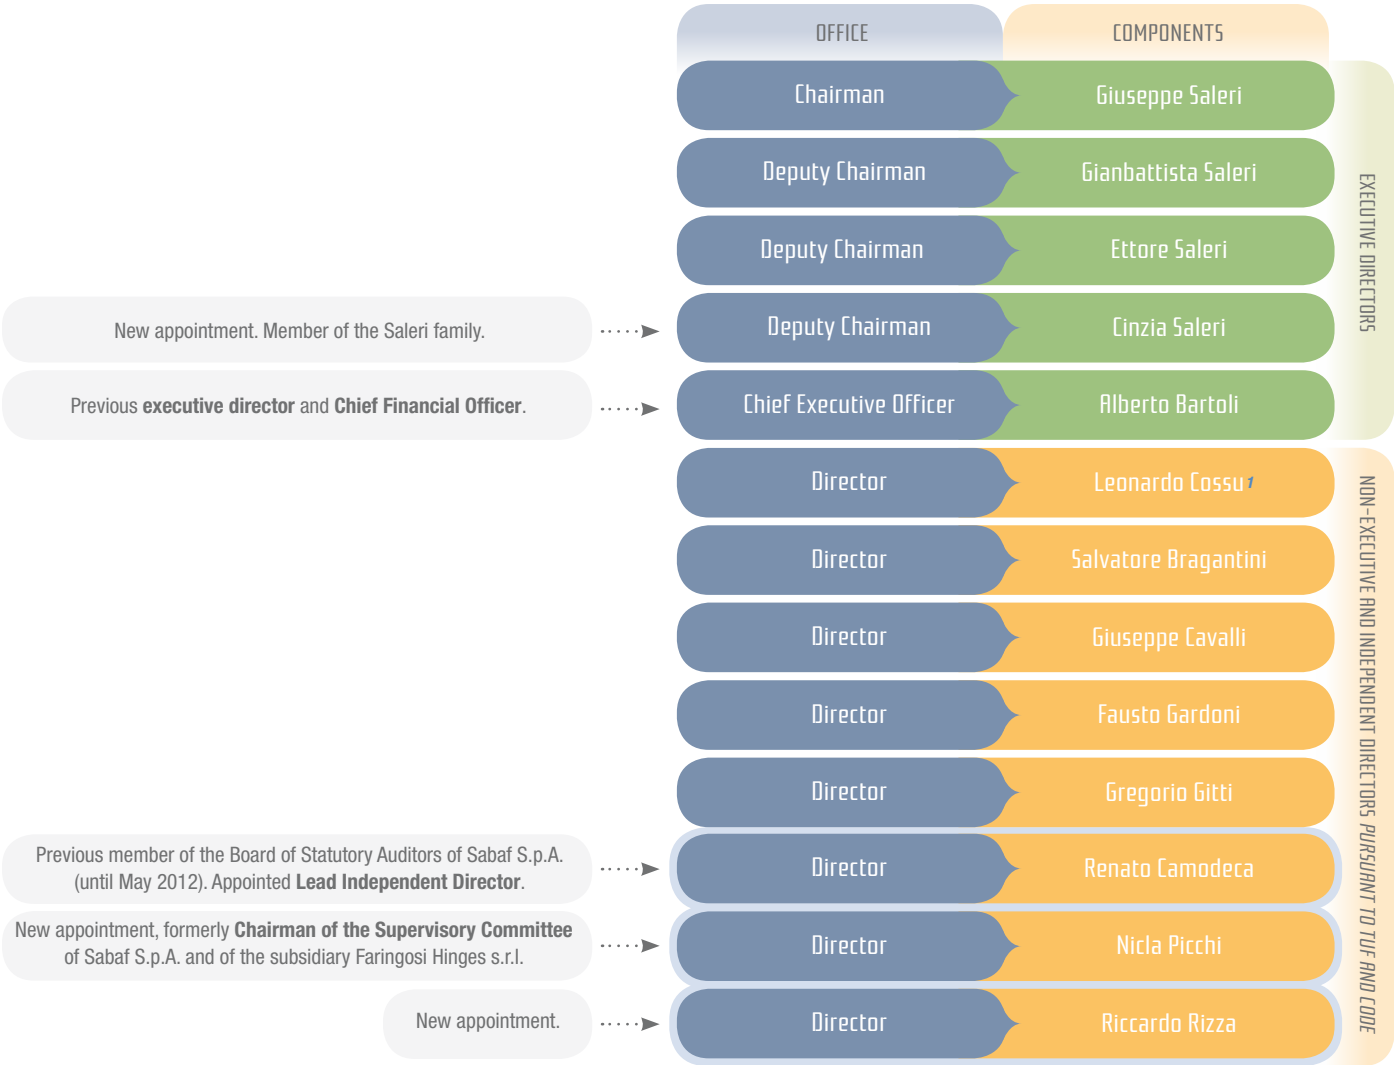 OFFICE
COMPONENTS
Chairman
Giuseppe Saleri
Deputy Chairman
Gianbattista Saleri
Deputy Chairman
Ettore Saleri
New appointment. Member of the Saleri family.
Deputy Chairman
Cinzia Saleri
Previous executive director and Chief Financial Officer.
Chief Executive Officer
Alberto Bartoli
EXECUTIVE DIRECTORS
Director
Leonardo Cossu 1
Director
Salvatore Bragantini
Director
Giuseppe Cavalli
Director
Fausto Gardoni
Director
Gregorio Gitti
Previous member of the Board of Statutory Auditors of Sabaf S.p.A.
(until May 2012). Appointed Lead Independent Director.
Director
Renato Camodeca
New appointment, formerly Chairman of the Supervisory Committee
of Sabaf S.p.A. and of the subsidiary Faringosi Hinges s.r.l.
Director
Nicla Picchi
New appointment.
Director
Riccardo Rizza
NON-EXECUTIVE AND INDEPENDENT DIRECTORS PURSUANT TO TUF AND CODE